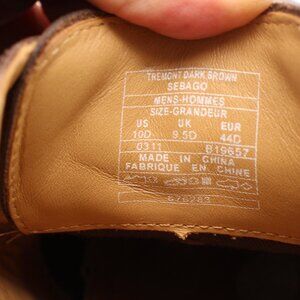 TREMONT DARK BROWN
SEBAGO
MENS-HOMMES
SIZE-GRANDEUR
US UK EUR
10D 9.5D 44D
0311 B19657
MADE IN CHINA
FABRIQUE EN CHINE
676283